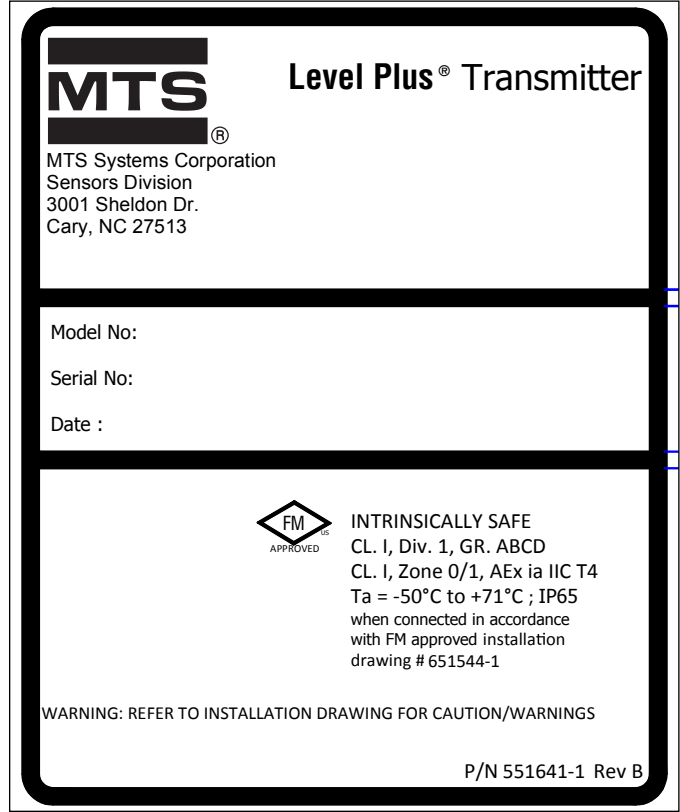 MTS
®
Level Plus® Transmitter
MTS Systems Corporation
Sensors Division
3001 Sheldon Dr.
Cary, NC 27513
Model No:
Serial No:
Date :
FM
US
APPROVED
INTRINSICALLY SAFE
CL. I, Div. 1, GR. ABCD
CL. I, Zone 0/1, AEx ia IIC T4
Ta = -50°C to +71°C ; IP65
when connected in accordance
with FM approved installation
drawing # 651544-1
WARNING: REFER TO INSTALLATION DRAWING FOR CAUTION/WARNINGS
P/N 551641-1 Rev B